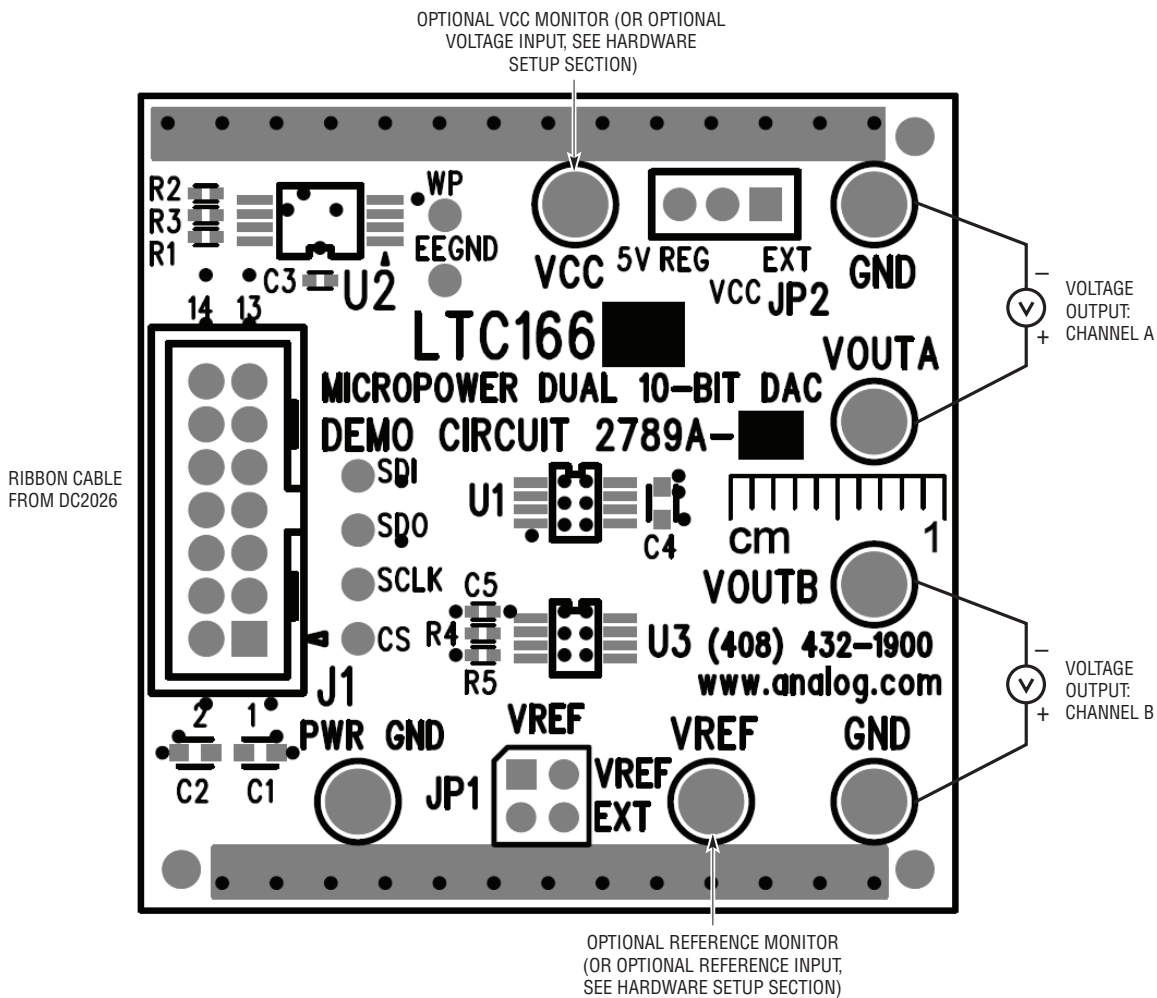 OPTIONAL VCC MONITOR (OR OPTIONAL
VOLTAGE INPUT, SEE HARDWARE
SETUP SECTION)
R2
R3
R1
C3
U2
WP
EEGND
VCC
5V REG
EXT
VCC
JP2
GND
14
13
LTC166
VOUTA
MICROPOWER DUAL 10-BIT DAC
DEMO CIRCUIT 2789A-
–
VOLTAGE
OUTPUT:
CHANNEL A
V
+
RIBBON CABLE
FROM DC2026
SDI
SDO
SCLK
CS
U1
C4
cm
1
VOUTB
C5
R4
R5
U3
(408) 432-1900
www.analog.com
–
VOLTAGE
OUTPUT:
CHANNEL B
V
+
J1
2
1
C2
C1
PWR GND
VREF
JP1
VREF
EXT
VREF
GND
OPTIONAL REFERENCE MONITOR
(OR OPTIONAL REFERENCE INPUT,
SEE HARDWARE SETUP SECTION)